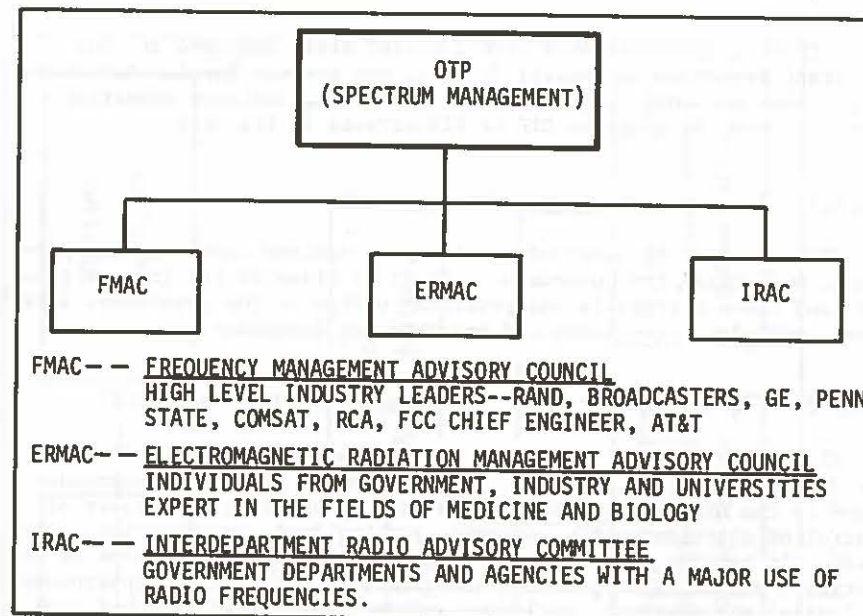 OTP
(SPECTRUM MANAGEMENT)
FMAC
ERMAC
IRAC
FMAC-- FREQUENCY MANAGEMENT ADVISORY COUNCIL
HIGH LEVEL INDUSTRY LEADERS--RAND, BROADCASTERS, GE, PENN
STATE, COMSAT, RCA, FCC CHIEF ENGINEER, AT&T
ERMAC-- ELECTROMAGNETIC RADIATION MANAGEMENT ADVISORY COUNCIL
INDIVIDUALS FROM GOVERNMENT, INDUSTRY AND UNIVERSITIES
EXPERT IN THE FIELDS OF MEDICINE AND BIOLOGY
IRAC-- INTERDEPARTMENT RADIO ADVISORY COMMITTEE
GOVERNMENT DEPARTMENTS AND AGENCIES WITH A MAJOR USE OF
RADIO FREQUENCIES.